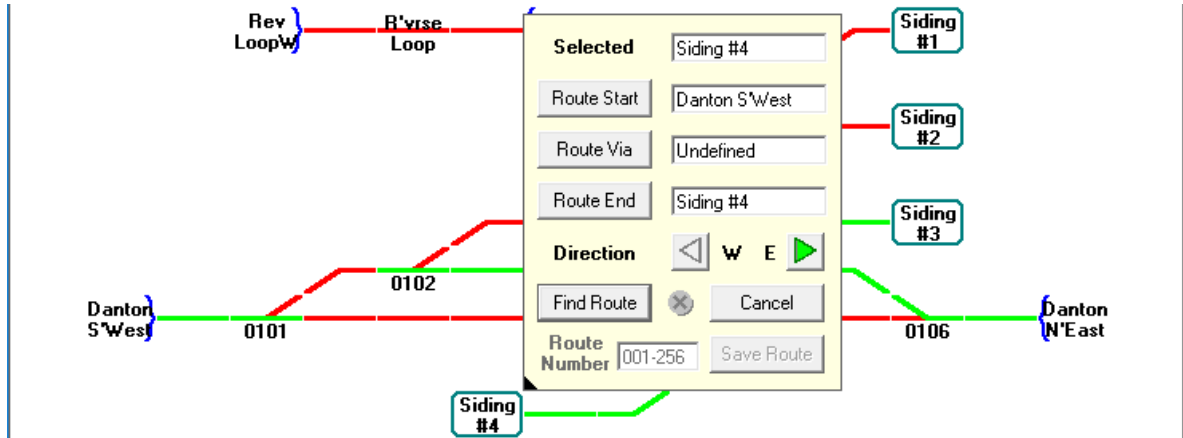 Rev
LoopW
R'vrse
Loop
Siding
#1
Selected
Siding #4
Route Start
Danton S'West
Siding
#2
Route Via
Undefined
Route End
Siding #4
Siding
#3
Direction
W E
0102
Find Route
Cancel
Danton
S'West
0101
0106
Danton
N'East
Route
Number
001-256
Save Route
Siding
#4